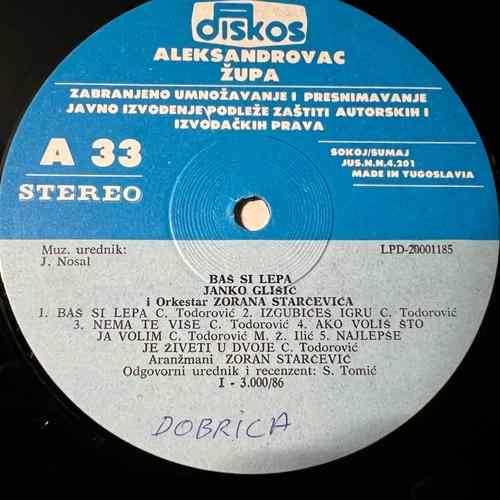 DISKOS
ALEKSANDROVAC
ŽUPA
ZABRANJENO UMNOŽAVANJE I PRESNIMAVANJE
JAVNO IZVOĐENJE PODLEŽE ZAŠTITI AUTORSKIH I
IZVOĐAČKIH PRAVA
A 33
STEREO
SOKOJ/SUMAJ
JUS.N.N.4.201
MADE IN YUGOSLAVIA
Muz. urednik:
J. Nosal
LPD-20001185
BAŠ SI LEPA
JANKO GLIŠIĆ
i Orkestar ZORANA STARČEVIĆA
1. BAŠ SI LEPA C. Todorović 2. IZGUBIĆEŠ IGRU C. Todorović
3. NEMA TE VIŠE C. Todorović 4. AKO VOLIŠ ŠTO
JA VOLIM C. Todorović M. Ž. Ilić 5. NAJLEPŠE
JE ŽIVETI U DVOJE C. Todorović
Aranžmani ZORAN STARČEVIĆ
Odgovorni urednik i recenzent: S. Tomić
I - 3.000/86
DOBRICA